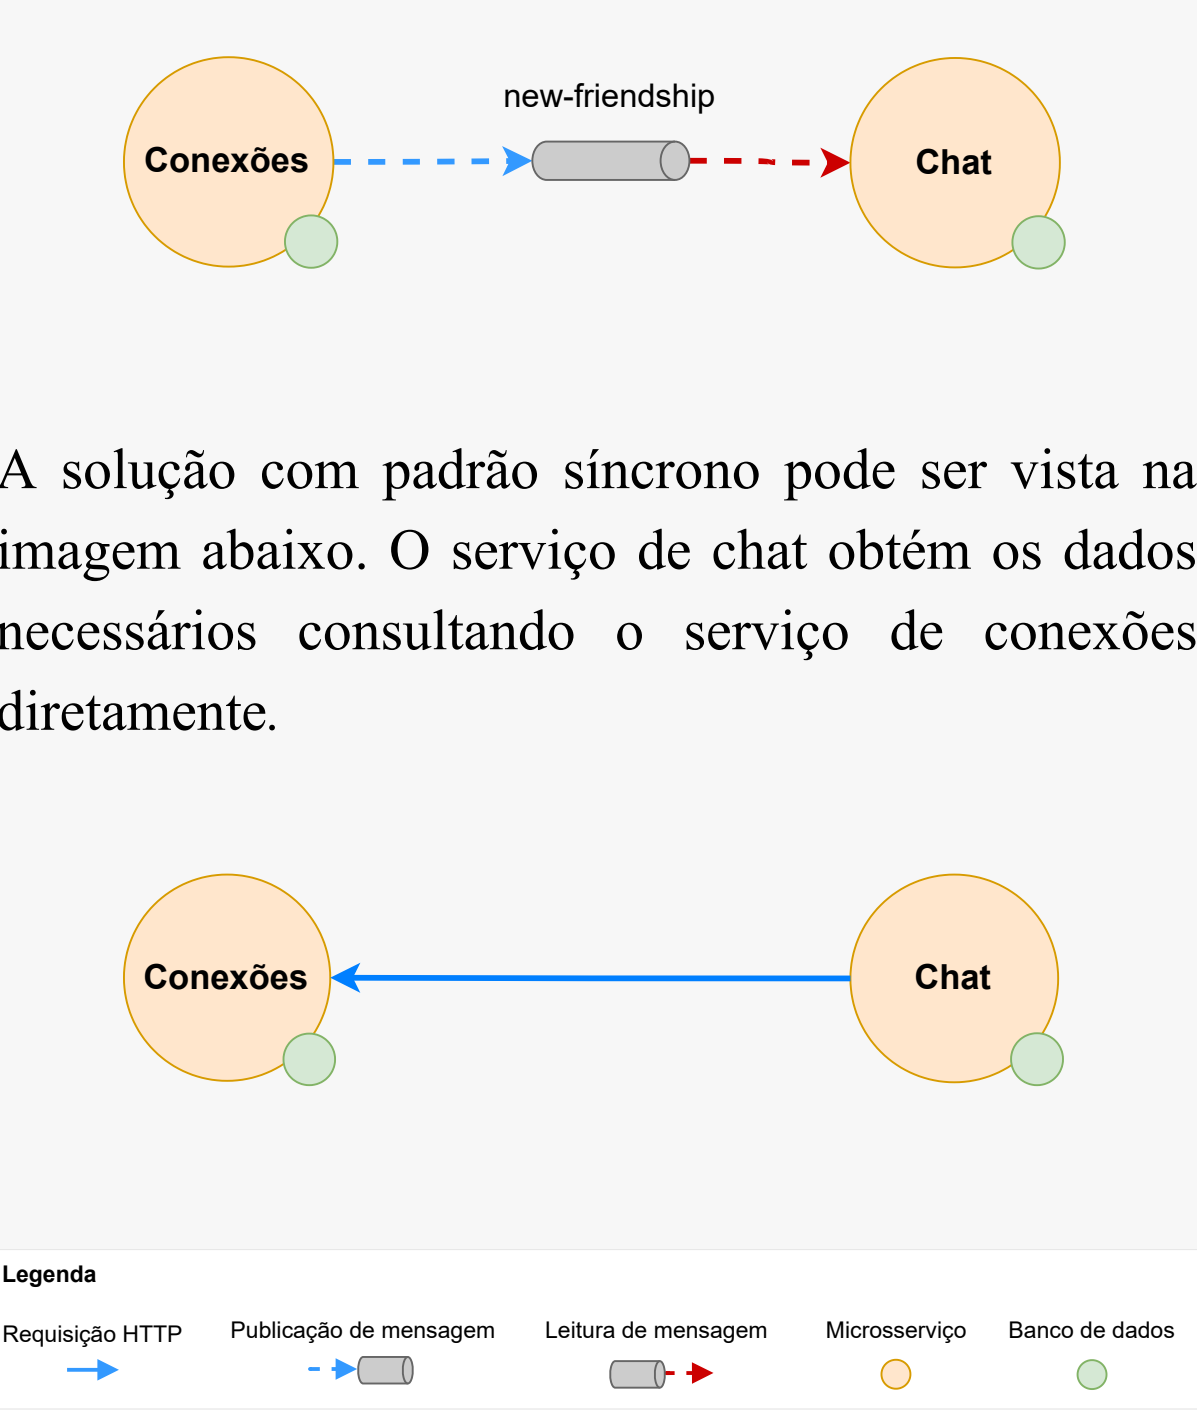 new-friendship
Conexões
Chat
A solução com padrão síncrono pode ser vista na
imagem abaixo. O serviço de chat obtém os dados
necessários consultando o serviço de conexões
diretamente.
Conexões
Chat
Legenda
Requisição HTTP
Publicação de mensagem
Leitura de mensagem
Microsserviço
Banco de dados